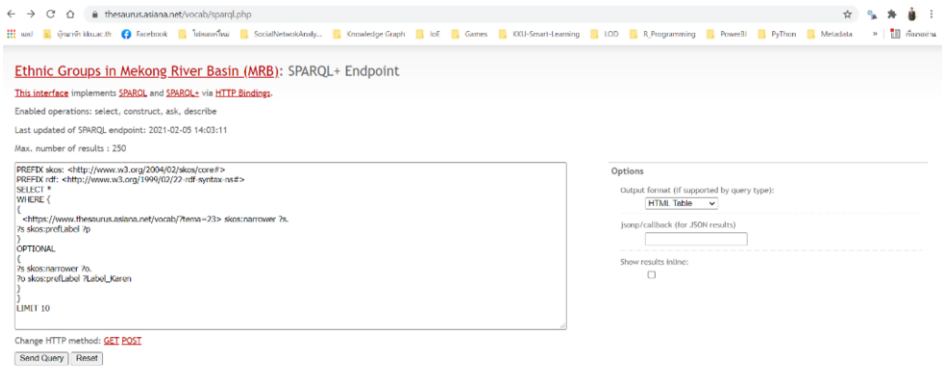 thesaurus.asiana.net/vocab/sparql.php
Facebook SocialNetwoakAnaly... Knowledge Graph IoE Games KKU-Smart-Learning LOD R_Programming PowerBI PyThon Metadata »
Ethnic Groups in Mekong River Basin (MRB): SPARQL+ Endpoint
This interface implements SPARQL and SPARQL+ via HTTP Bindings.
Enabled operations: select, construct, ask, describe
Last updated of SPARQL endpoint: 2021-02-05 14:03:11
Max. number of results : 250
PREFIX skos: <http://www.w3.org/2004/02/skos/core#>
PREFIX rdf: <http://www.w3.org/1999/02/22-rdf-syntax-ns#>
SELECT *
WHERE {
{
<https://www.thesaurus.asiana.net/vocab/?tema=23> skos:narrower ?s.
?s skos:prefLabel ?p
}
OPTIONAL
{
?s skos:narrower ?o.
?o skos:prefLabel ?Label_Karen
}
}
LIMIT 10
Options
Output format (if supported by query type):
HTML Table
jsonp/callback (for JSON results)
Show results inline:
Change HTTP method: GET POST
Send Query Reset